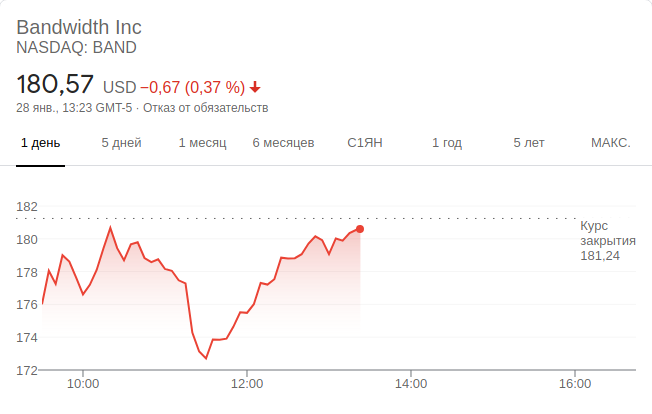 Bandwidth Inc
NASDAQ: BAND
180,57 USD −0,67 (0,37 %)
28 янв., 13:23 GMT-5 · Отказ от обязательств
1 день 5 дней 1 месяц 6 месяцев С1ЯН 1 год 5 лет МАКС.
182
Курс
закрытия
181,24
180
178
176
174
172
10:00 12:00 14:00 16:00